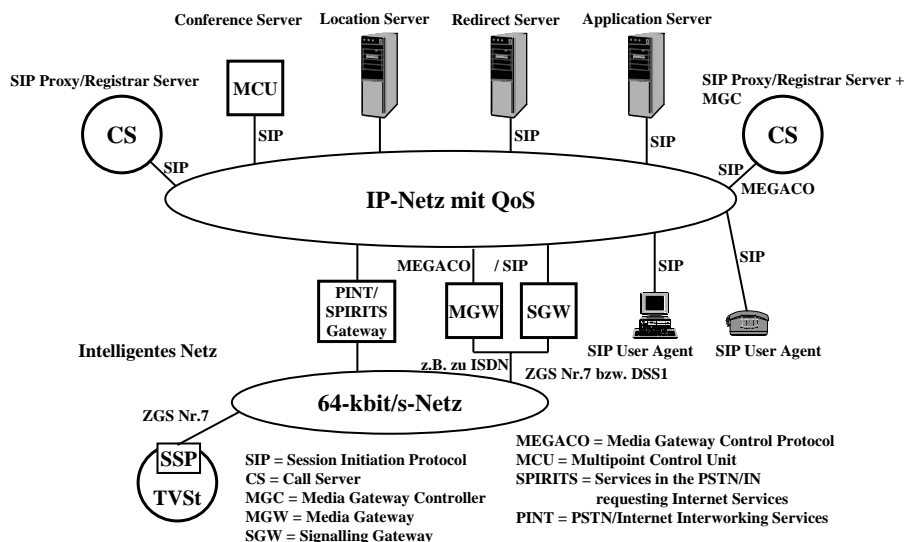 Conference Server
Location Server
Redirect Server
Application Server
SIP Proxy/Registrar Server
SIP Proxy/Registrar Server +
MGC
MCU
CS
CS
SIP
SIP
SIP
SIP
SIP
SIP
MEGACO
IP-Netz mit QoS
MEGACO / SIP
SIP
SIP
PINT/
SPIRITS
Gateway
MGW
SGW
SIP User Agent
SIP User Agent
Intelligentes Netz
z.B. zu ISDN
ZGS Nr.7 bzw. DSS1
64-kbit/s-Netz
ZGS Nr.7
SSP
TVSt
SIP = Session Initiation Protocol
CS = Call Server
MGC = Media Gateway Controller
MGW = Media Gateway
SGW = Signalling Gateway
MEGACO = Media Gateway Control Protocol
MCU = Multipoint Control Unit
SPIRITS = Services in the PSTN/IN
requesting Internet Services
PINT = PSTN/Internet Interworking Services